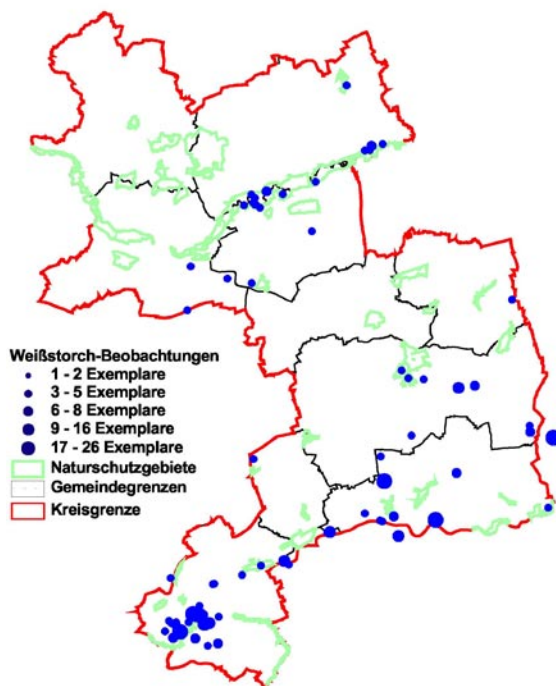 Weißstorch-Beobachtungen
1 - 2 Exemplare
3 - 5 Exemplare
6 - 8 Exemplare
9 - 16 Exemplare
17 - 26 Exemplare
Naturschutzgebiete
Gemeindegrenzen
Kreisgrenze